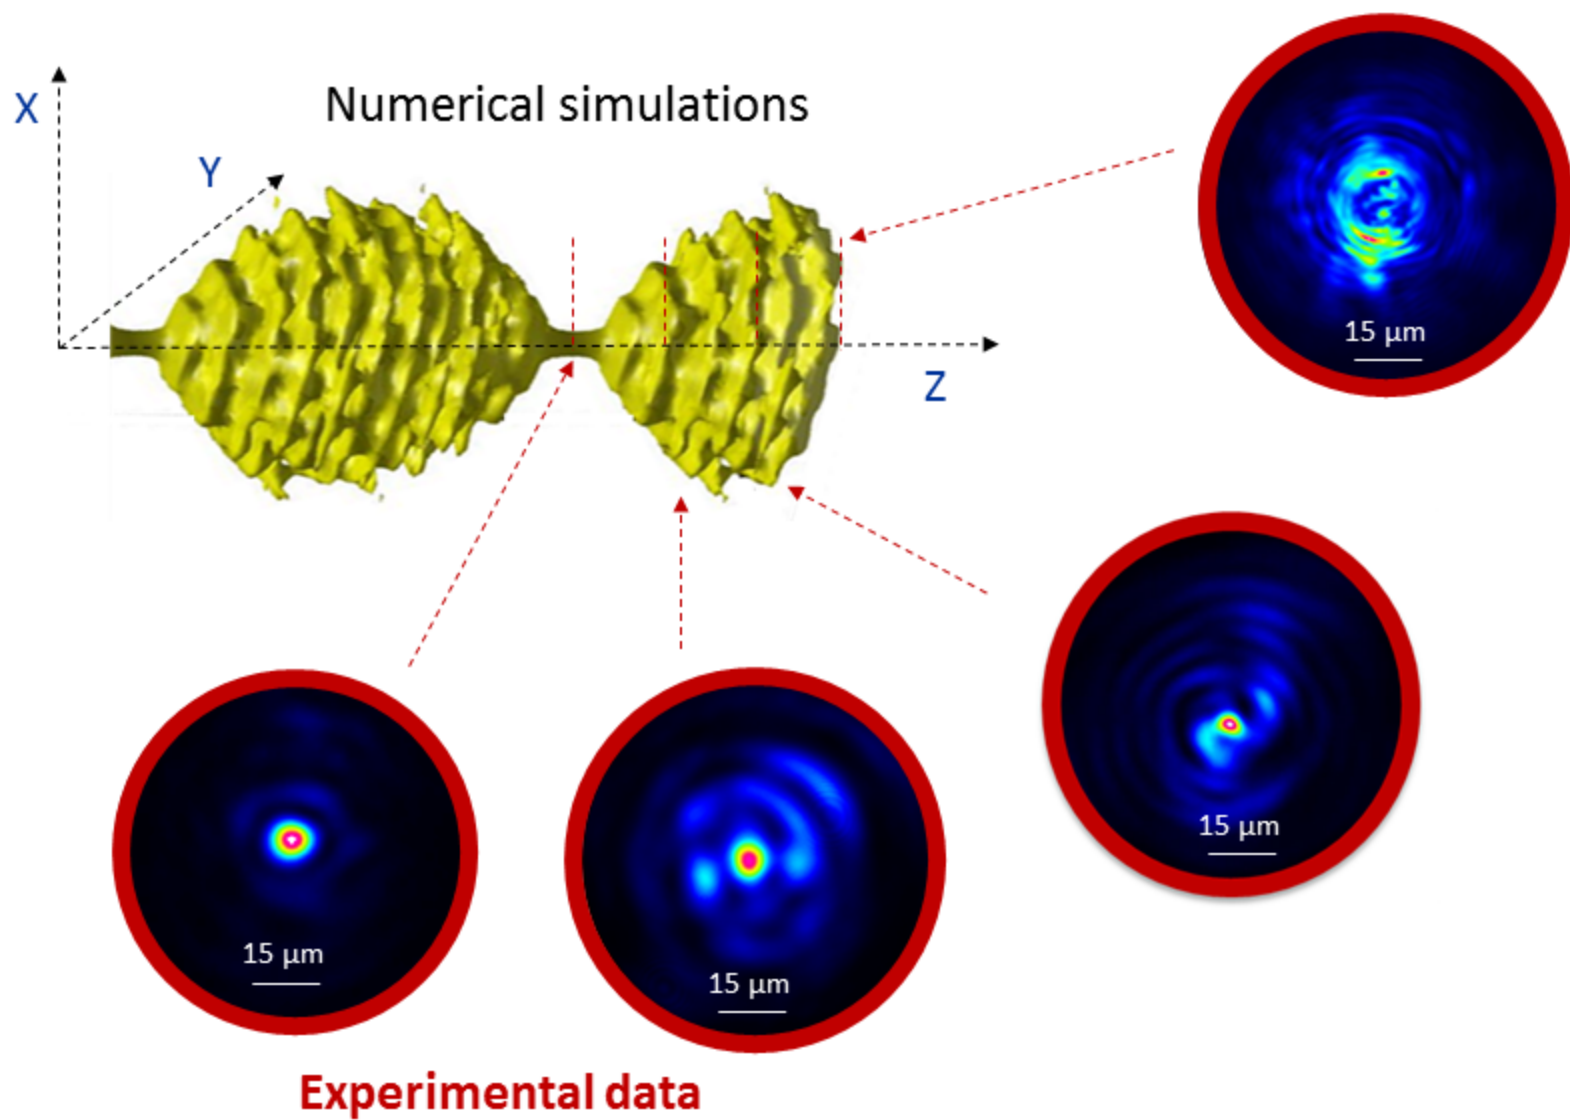 X
Numerical simulations
Y
15 µm
Z
15 µm
15 µm
15 µm
Experimental data